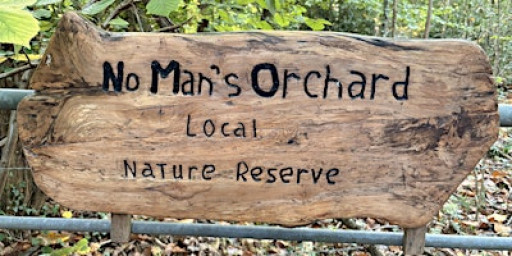 No Man's Orchard
Local
Nature Reserve